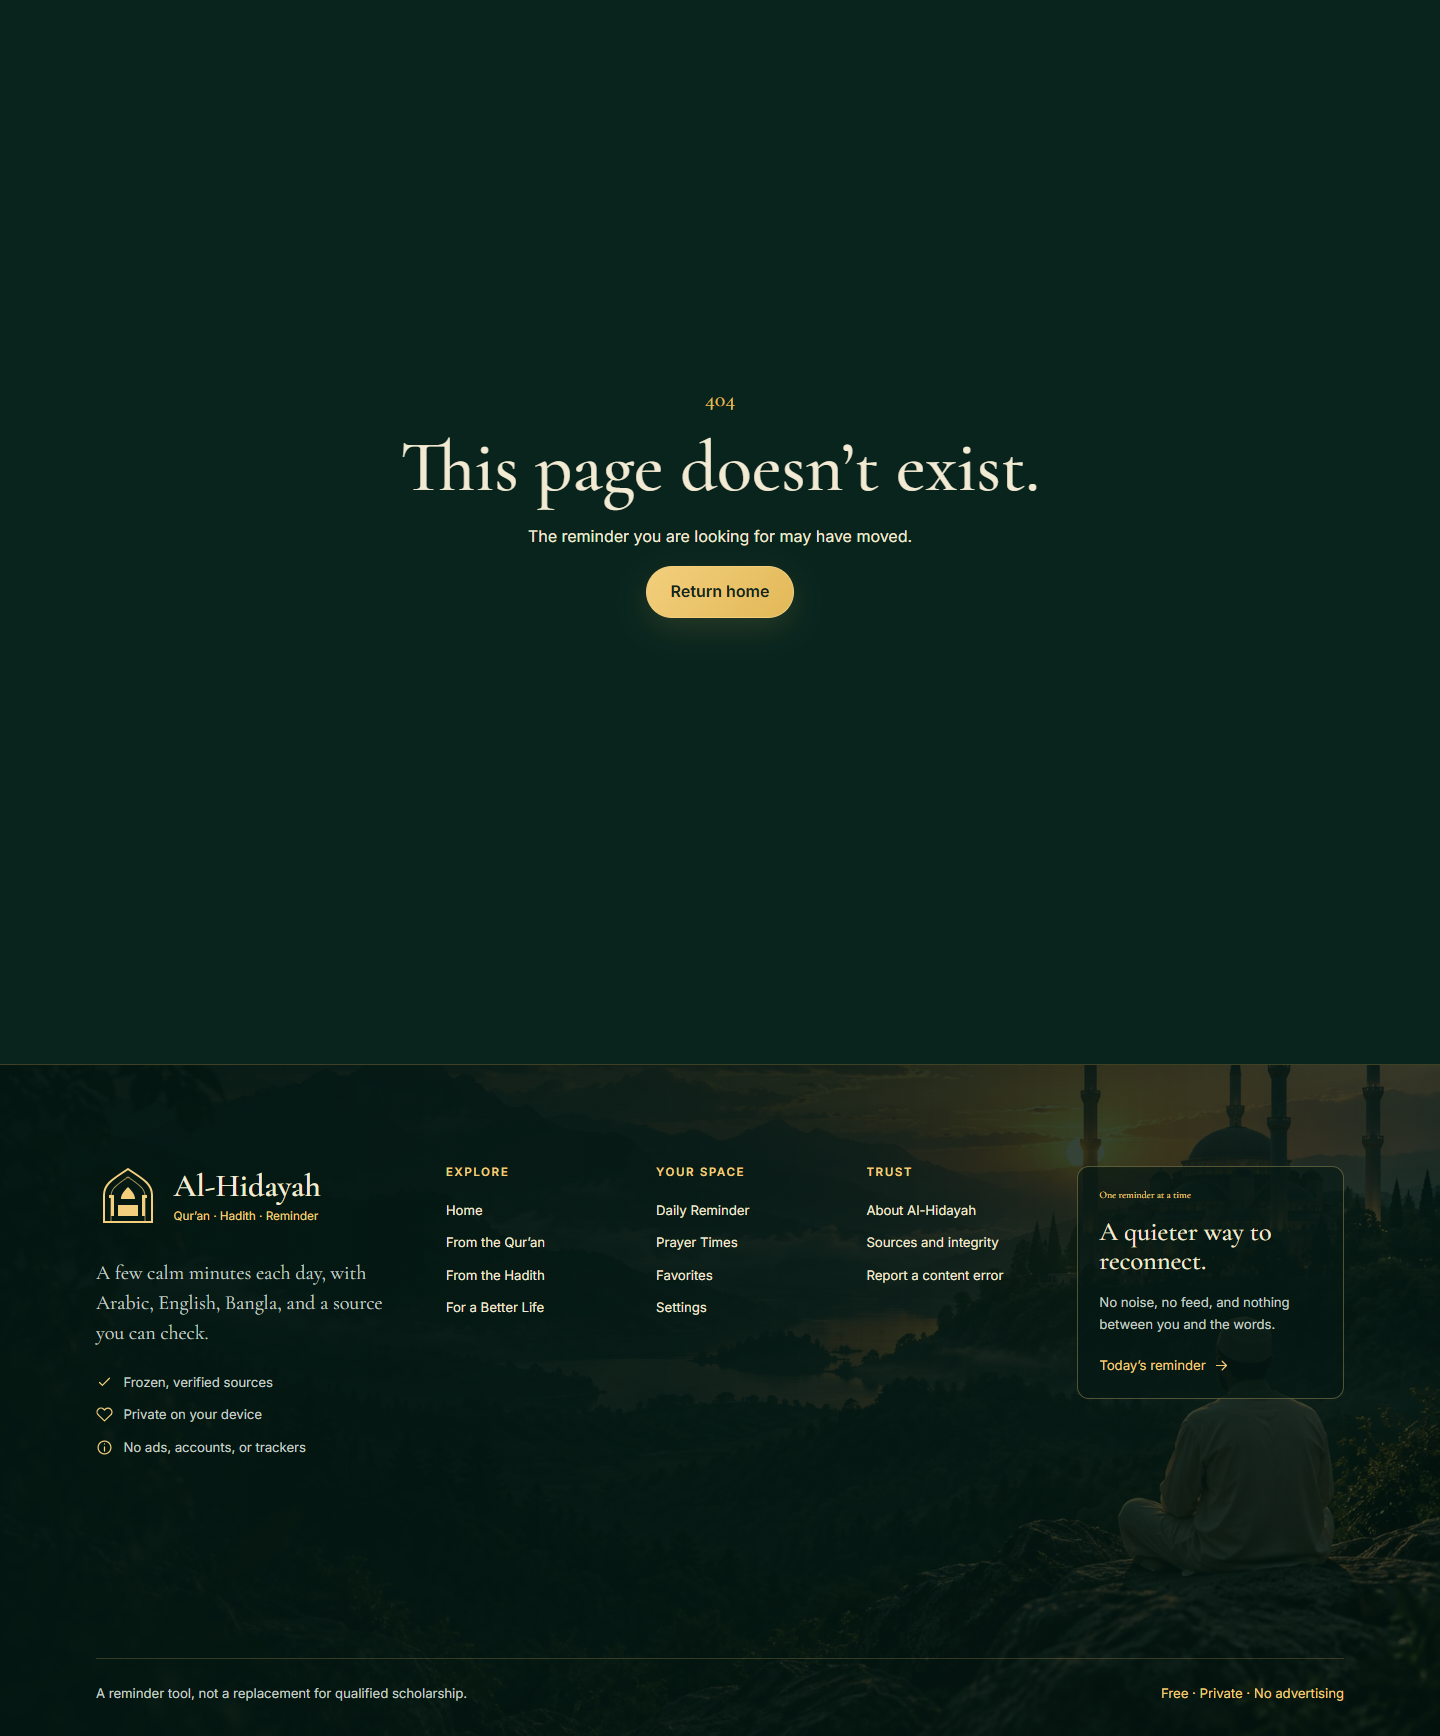 404
This page doesn’t exist.
The reminder you are looking for may have moved.
Return home
Al-Hidayah
Qur’an · Hadith · Reminder
A few calm minutes each day, with
Arabic, English, Bangla, and a source
you can check.
Frozen, verified sources
Private on your device
No ads, accounts, or trackers
EXPLORE
Home
From the Qur’an
From the Hadith
For a Better Life
YOUR SPACE
Daily Reminder
Prayer Times
Favorites
Settings
TRUST
About Al-Hidayah
Sources and integrity
Report a content error
One reminder at a time
A quieter way to
reconnect.
No noise, no feed, and nothing
between you and the words.
Today’s reminder →
A reminder tool, not a replacement for qualified scholarship.
Free · Private · No advertising